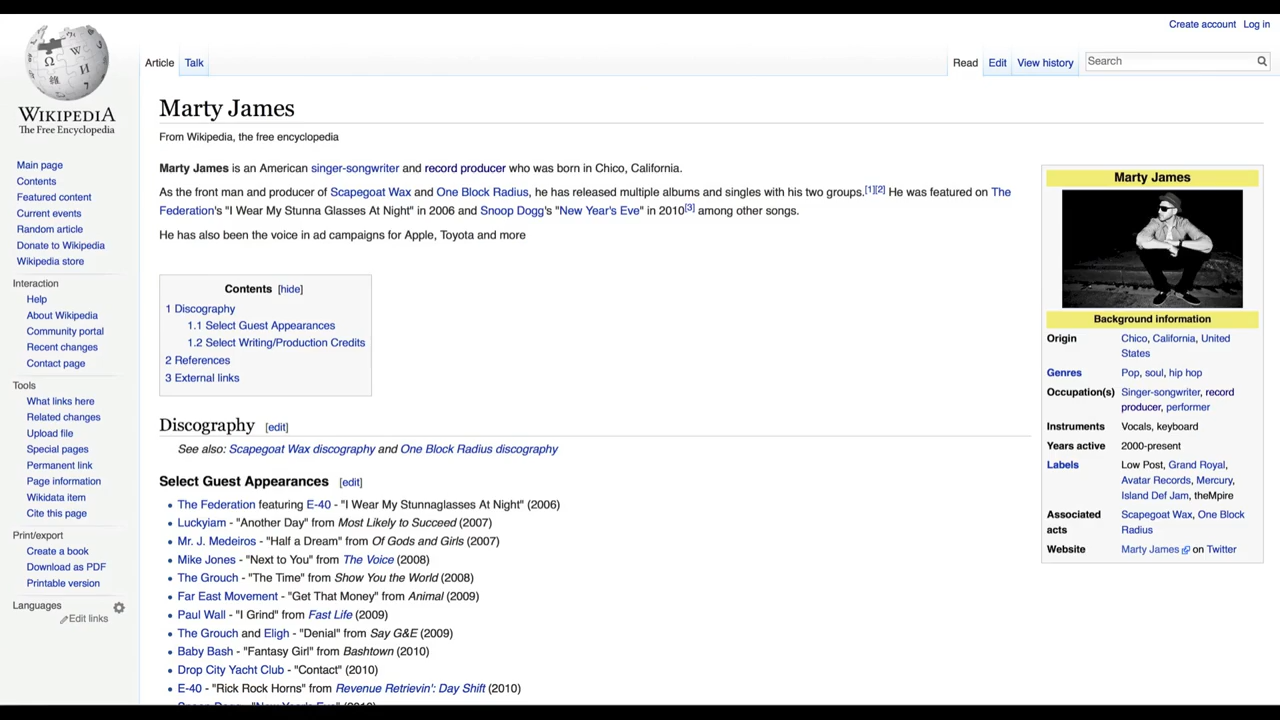 Create account Log in
Article Talk Read Edit View history Search
WIKIPEDIA
The Free Encyclopedia
Main page
Contents
Featured content
Current events
Random article
Donate to Wikipedia
Wikipedia store
Interaction
Help
About Wikipedia
Community portal
Recent changes
Contact page
Tools
What links here
Related changes
Upload file
Special pages
Permanent link
Page information
Wikidata item
Cite this page
Print/export
Create a book
Download as PDF
Printable version
Languages
Edit links
Marty James
From Wikipedia, the free encyclopedia
Marty James is an American singer-songwriter and record producer who was born in Chico, California.
As the front man and producer of Scapegoat Wax and One Block Radius, he has released multiple albums and singles with his two groups.[1][2] He was featured on The
Federation's "I Wear My Stunna Glasses At Night" in 2006 and Snoop Dogg's "New Year's Eve" in 2010[3] among other songs.
He has also been the voice in ad campaigns for Apple, Toyota and more
Contents [hide]
1 Discography
1.1 Select Guest Appearances
1.2 Select Writing/Production Credits
2 References
3 External links
Discography [edit]
See also: Scapegoat Wax discography and One Block Radius discography
Select Guest Appearances [edit]
• The Federation featuring E-40 - "I Wear My Stunnaglasses At Night" (2006)
• Luckyiam - "Another Day" from Most Likely to Succeed (2007)
• Mr. J. Medeiros - "Half a Dream" from Of Gods and Girls (2007)
• Mike Jones - "Next to You" from The Voice (2008)
• The Grouch - "The Time" from Show You the World (2008)
• Far East Movement - "Get That Money" from Animal (2009)
• Paul Wall - "I Grind" from Fast Life (2009)
• The Grouch and Eligh - "Denial" from Say G&E (2009)
• Baby Bash - "Fantasy Girl" from Bashtown (2010)
• Drop City Yacht Club - "Contact" (2010)
• E-40 - "Rick Rock Horns" from Revenue Retrievin': Day Shift (2010)
Marty James
Background information
Origin Chico, California, United
States
Genres Pop, soul, hip hop
Occupation(s) Singer-songwriter, record
producer, performer
Instruments Vocals, keyboard
Years active 2000-present
Labels Low Post, Grand Royal,
Avatar Records, Mercury,
Island Def Jam, theMpire
Associated Scapegoat Wax, One Block
acts Radius
Website Marty James on Twitter